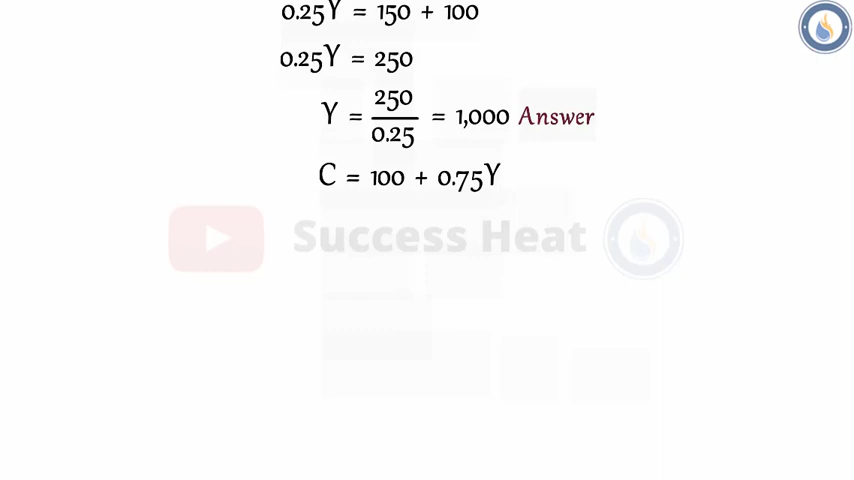 0.25Y = 150 + 100
0.25Y = 250
Y = 250/0.25 = 1,000 Answer
C = 100 + 0.75Y
Success Heat